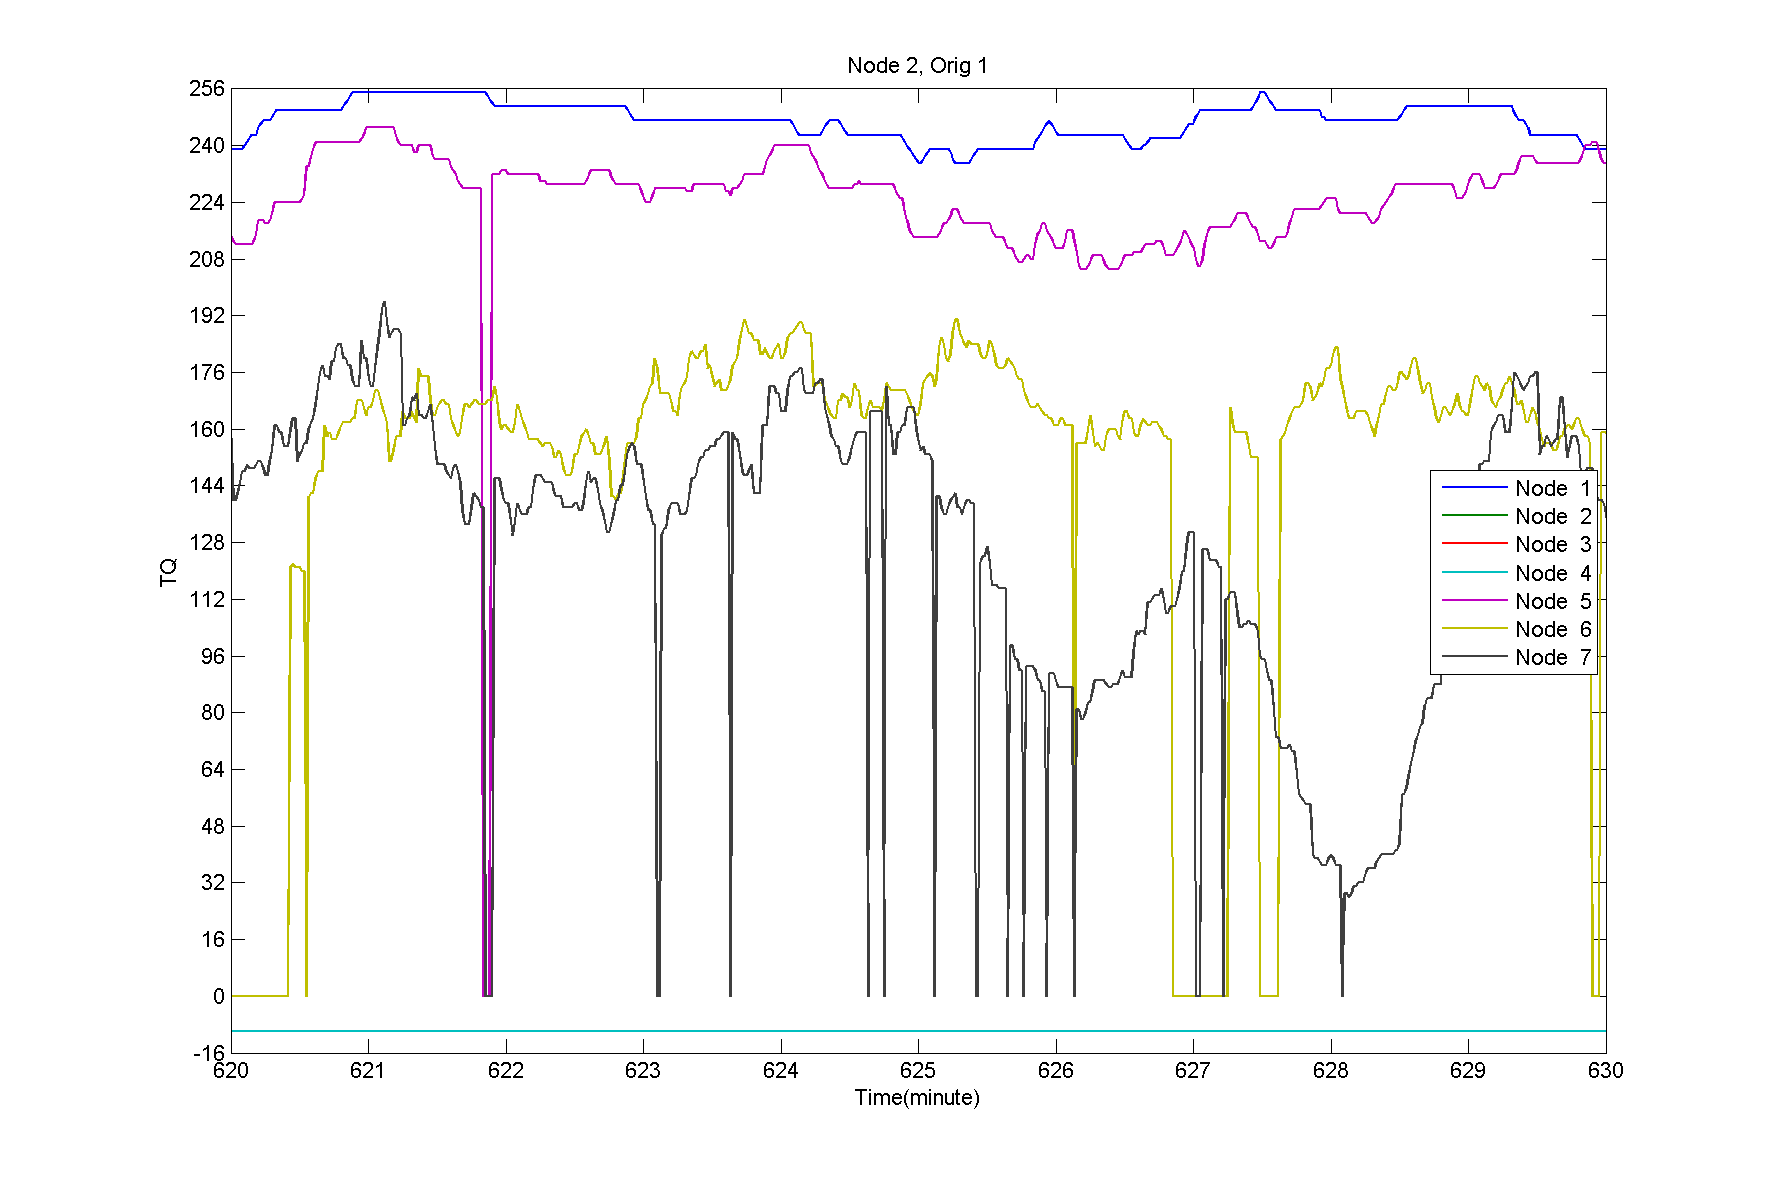 Node 2, Orig 1
256
240
224
208
192
176
160
144
128
112
96
80
64
48
32
16
0
-16
TQ
Node 1
Node 2
Node 3
Node 4
Node 5
Node 6
Node 7
620 621 622 623 624 625 626 627 628 629 630
Time(minute)